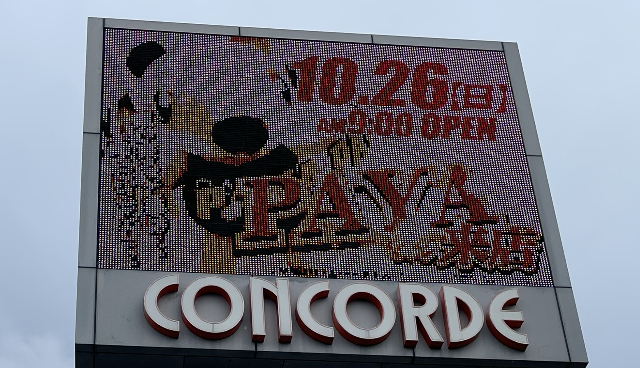 10.26[日]
AM9:00 OPEN
PAYA
来店
CONCORDE